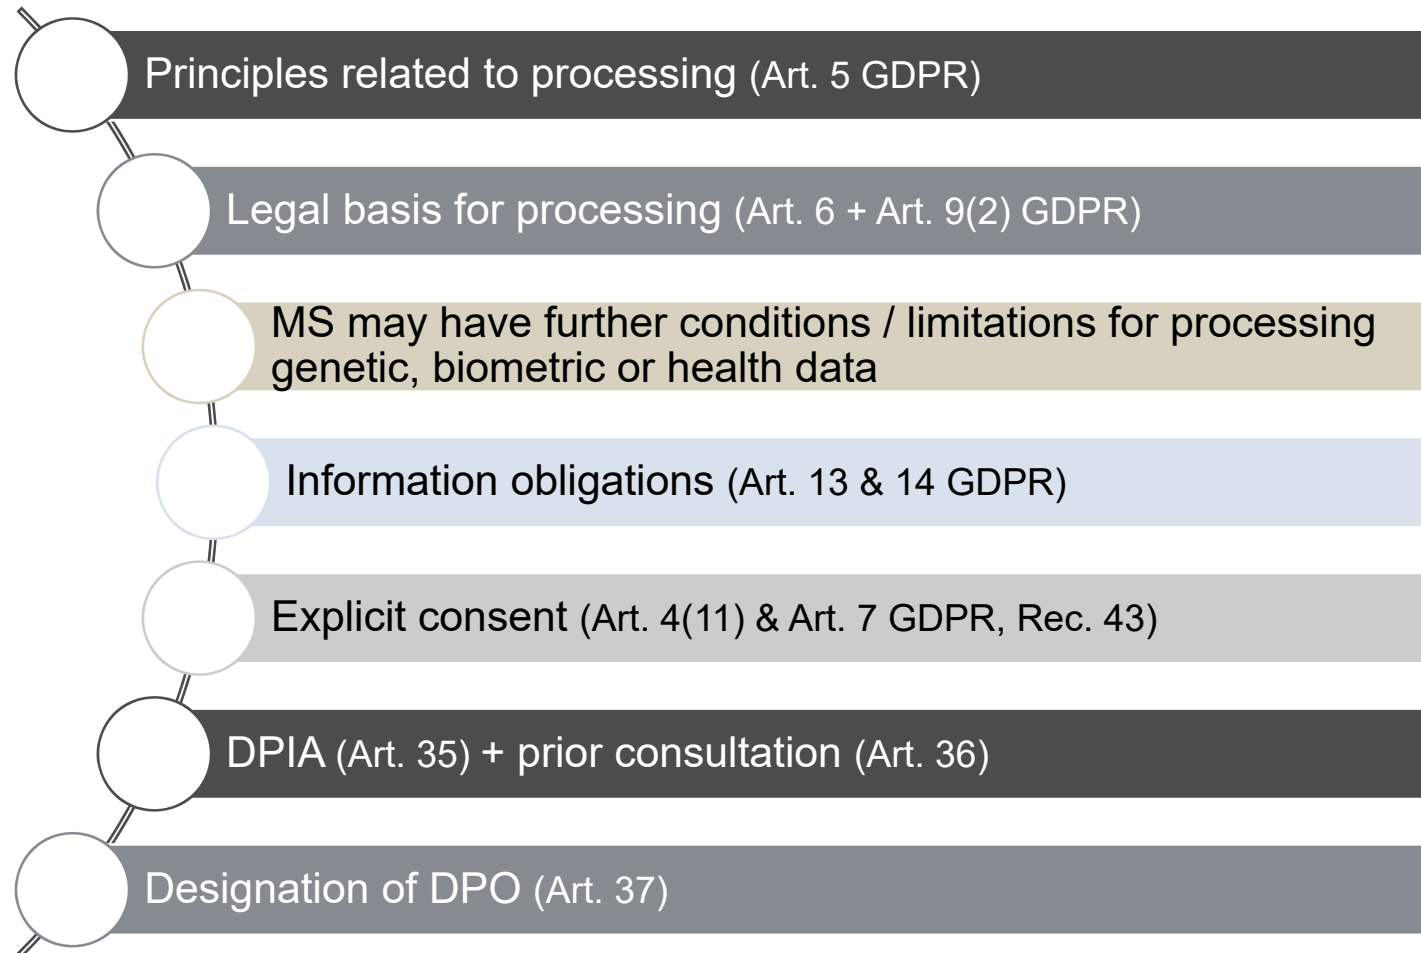 Principles related to processing (Art. 5 GDPR)
Legal basis for processing (Art. 6 + Art. 9(2) GDPR)
MS may have further conditions / limitations for processing
genetic, biometric or health data
Information obligations (Art. 13 & 14 GDPR)
Explicit consent (Art. 4(11) & Art. 7 GDPR, Rec. 43)
DPIA (Art. 35) + prior consultation (Art. 36)
Designation of DPO (Art. 37)